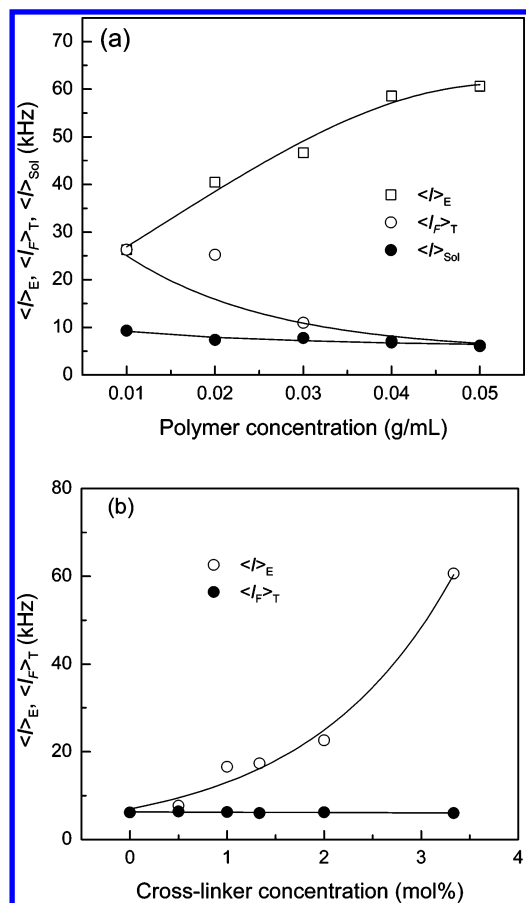 (a)
70
60
50
40
30
20
10
0
<I>E, <IF>T, <I>Sol (kHz)
<I>E
<IF>T
<I>Sol
0.01 0.02 0.03 0.04 0.05
Polymer concentration (g/mL)
(b)
80
60
40
20
0
<I>E, <IF>T (kHz)
<I>E
<IF>T
0 1 2 3 4
Cross-linker concentration (mol%)